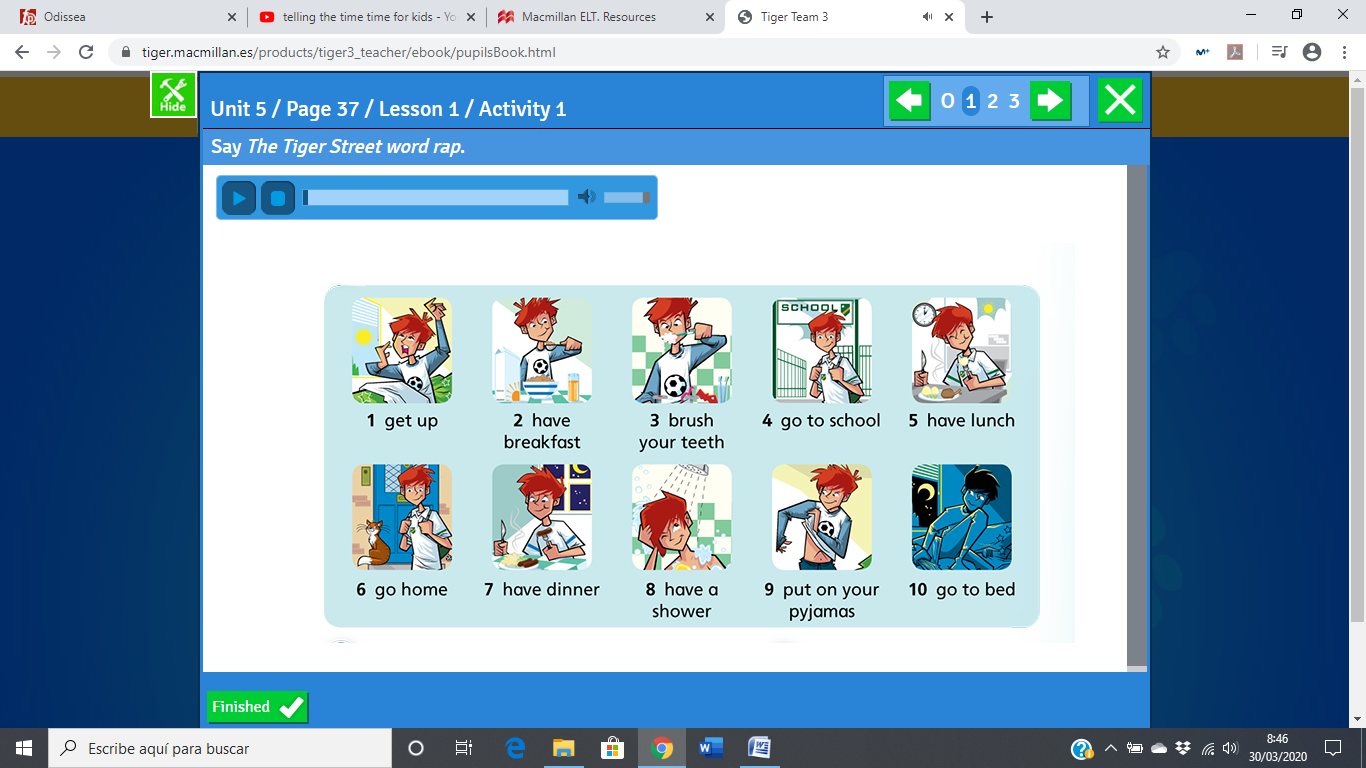 Odissea
telling the time time for kids - Yo
Macmillan ELT. Resources
Tiger Team 3
tiger.macmillan.es/products/tiger3_teacher/ebook/pupilsBook.html
Hide
Unit 5 / Page 37 / Lesson 1 / Activity 1
0 1 2 3
Say The Tiger Street word rap.
SCHOOL
1 get up
2 have
breakfast
3 brush
your teeth
4 go to school
5 have lunch
6 go home
7 have dinner
8 have a
shower
9 put on your
pyjamas
10 go to bed
Finished
Escribe aquí para buscar
8:46
30/03/2020